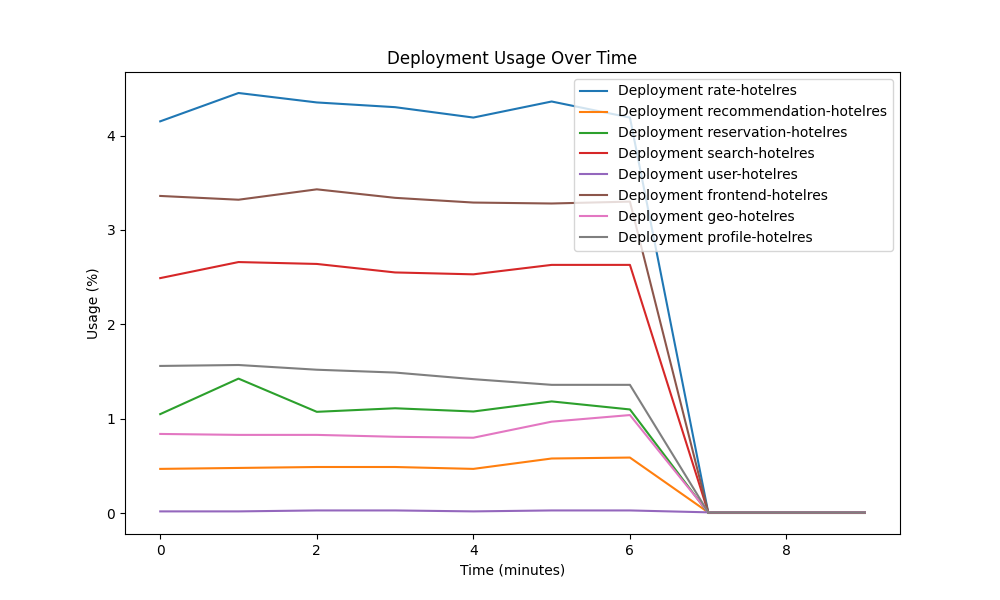 Deployment Usage Over Time
Usage (%)
4
3
2
1
0
Deployment rate-hotelres
Deployment recommendation-hotelres
Deployment reservation-hotelres
Deployment search-hotelres
Deployment user-hotelres
Deployment frontend-hotelres
Deployment geo-hotelres
Deployment profile-hotelres
0 2 4 6 8
Time (minutes)